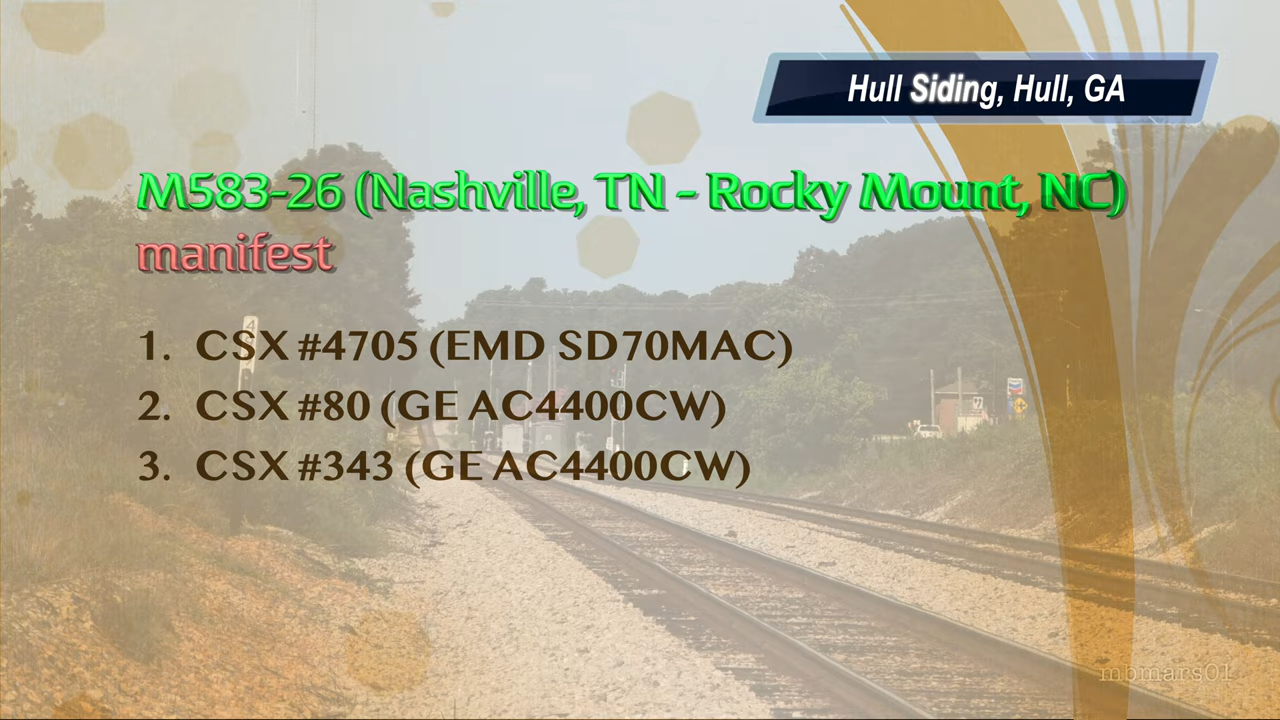 Hull Siding, Hull, GA
M583-26 (Nashville, TN - Rocky Mount, NC)
manifest
1. CSX #4705 (EMD SD70MAC)
2. CSX #80 (GE AC4400CW)
3. CSX #343 (GE AC4400CW)
4
mbmars01